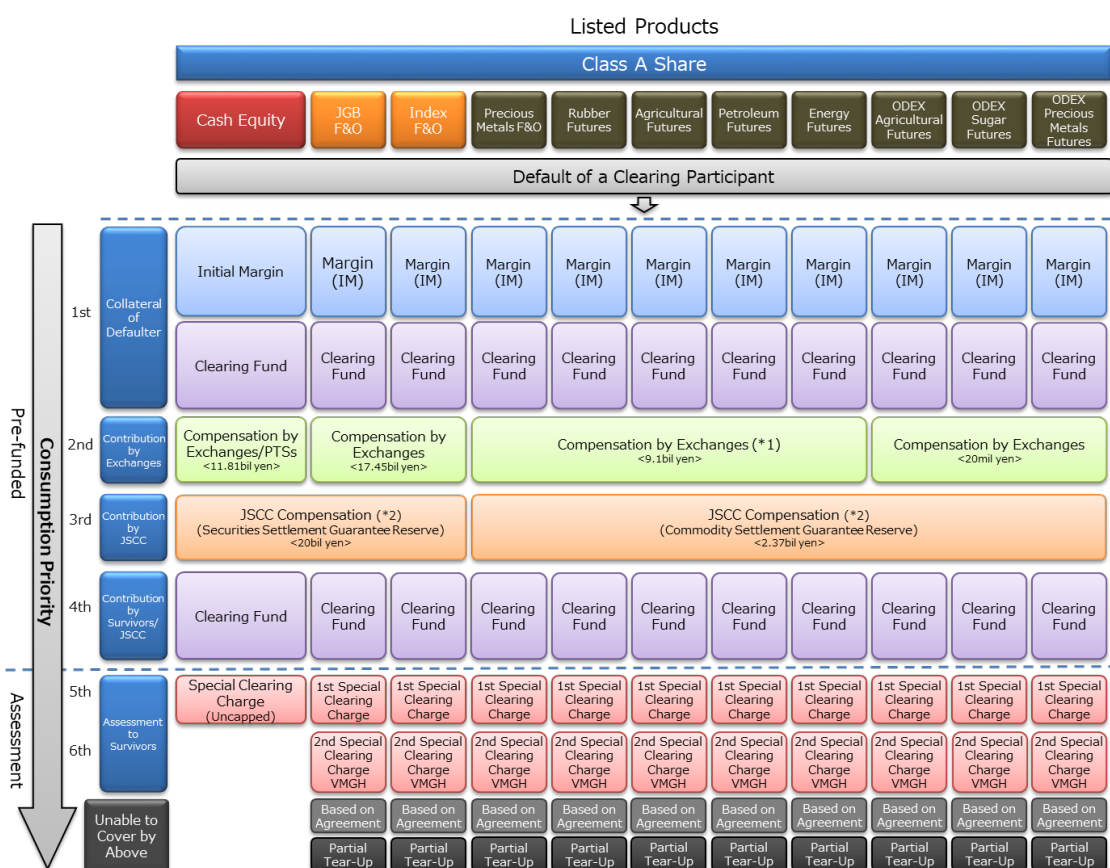 Listed Products
Class A Share
Cash Equity
JGB
F&O
Index
F&O
Precious
Metals F&O
Rubber
Futures
Agricultural
Futures
Petroleum
Futures
Energy
Futures
ODEX
Agricultural
Futures
ODEX
Sugar
Futures
ODEX
Precious
Metals
Futures
Default of a Clearing Participant
Pre-funded
Assessment
Consumption Priority
1st
Collateral
of
Defaulter
Initial Margin
Margin
(IM)
Margin
(IM)
Margin
(IM)
Margin
(IM)
Margin
(IM)
Margin
(IM)
Margin
(IM)
Margin
(IM)
Margin
(IM)
Margin
(IM)
Clearing Fund
Clearing
Fund
Clearing
Fund
Clearing
Fund
Clearing
Fund
Clearing
Fund
Clearing
Fund
Clearing
Fund
Clearing
Fund
Clearing
Fund
Clearing
Fund
2nd
Contribution
by
Exchanges
Compensation by
Exchanges/PTSs
<11.81bil yen>
Compensation by
Exchanges
<17.45bil yen>
Compensation by Exchanges (*1)
<9.1bil yen>
Compensation by Exchanges
<20mil yen>
3rd
Contribution
by
JSCC
JSCC Compensation (*2)
(Securities Settlement Guarantee Reserve)
<20bil yen>
JSCC Compensation (*2)
(Commodity Settlement Guarantee Reserve)
<2.37bil yen>
4th
Contribution
by
Survivors/
JSCC
Clearing Fund
Clearing
Fund
Clearing
Fund
Clearing
Fund
Clearing
Fund
Clearing
Fund
Clearing
Fund
Clearing
Fund
Clearing
Fund
Clearing
Fund
Clearing
Fund
5th
6th
Assessment
to
Survivors
Special Clearing
Charge
(Uncapped)
1st Special
Clearing
Charge
1st Special
Clearing
Charge
1st Special
Clearing
Charge
1st Special
Clearing
Charge
1st Special
Clearing
Charge
1st Special
Clearing
Charge
1st Special
Clearing
Charge
1st Special
Clearing
Charge
1st Special
Clearing
Charge
1st Special
Clearing
Charge
2nd Special
Clearing
Charge
VMGH
2nd Special
Clearing
Charge
VMGH
2nd Special
Clearing
Charge
VMGH
2nd Special
Clearing
Charge
VMGH
2nd Special
Clearing
Charge
VMGH
2nd Special
Clearing
Charge
VMGH
2nd Special
Clearing
Charge
VMGH
2nd Special
Clearing
Charge
VMGH
2nd Special
Clearing
Charge
VMGH
2nd Special
Clearing
Charge
VMGH
Unable to
Cover by
Above
Based on
Agreement
Based on
Agreement
Based on
Agreement
Based on
Agreement
Based on
Agreement
Based on
Agreement
Based on
Agreement
Based on
Agreement
Based on
Agreement
Based on
Agreement
Partial
Tear-Up
Partial
Tear-Up
Partial
Tear-Up
Partial
Tear-Up
Partial
Tear-Up
Partial
Tear-Up
Partial
Tear-Up
Partial
Tear-Up
Partial
Tear-Up
Partial
Tear-Up